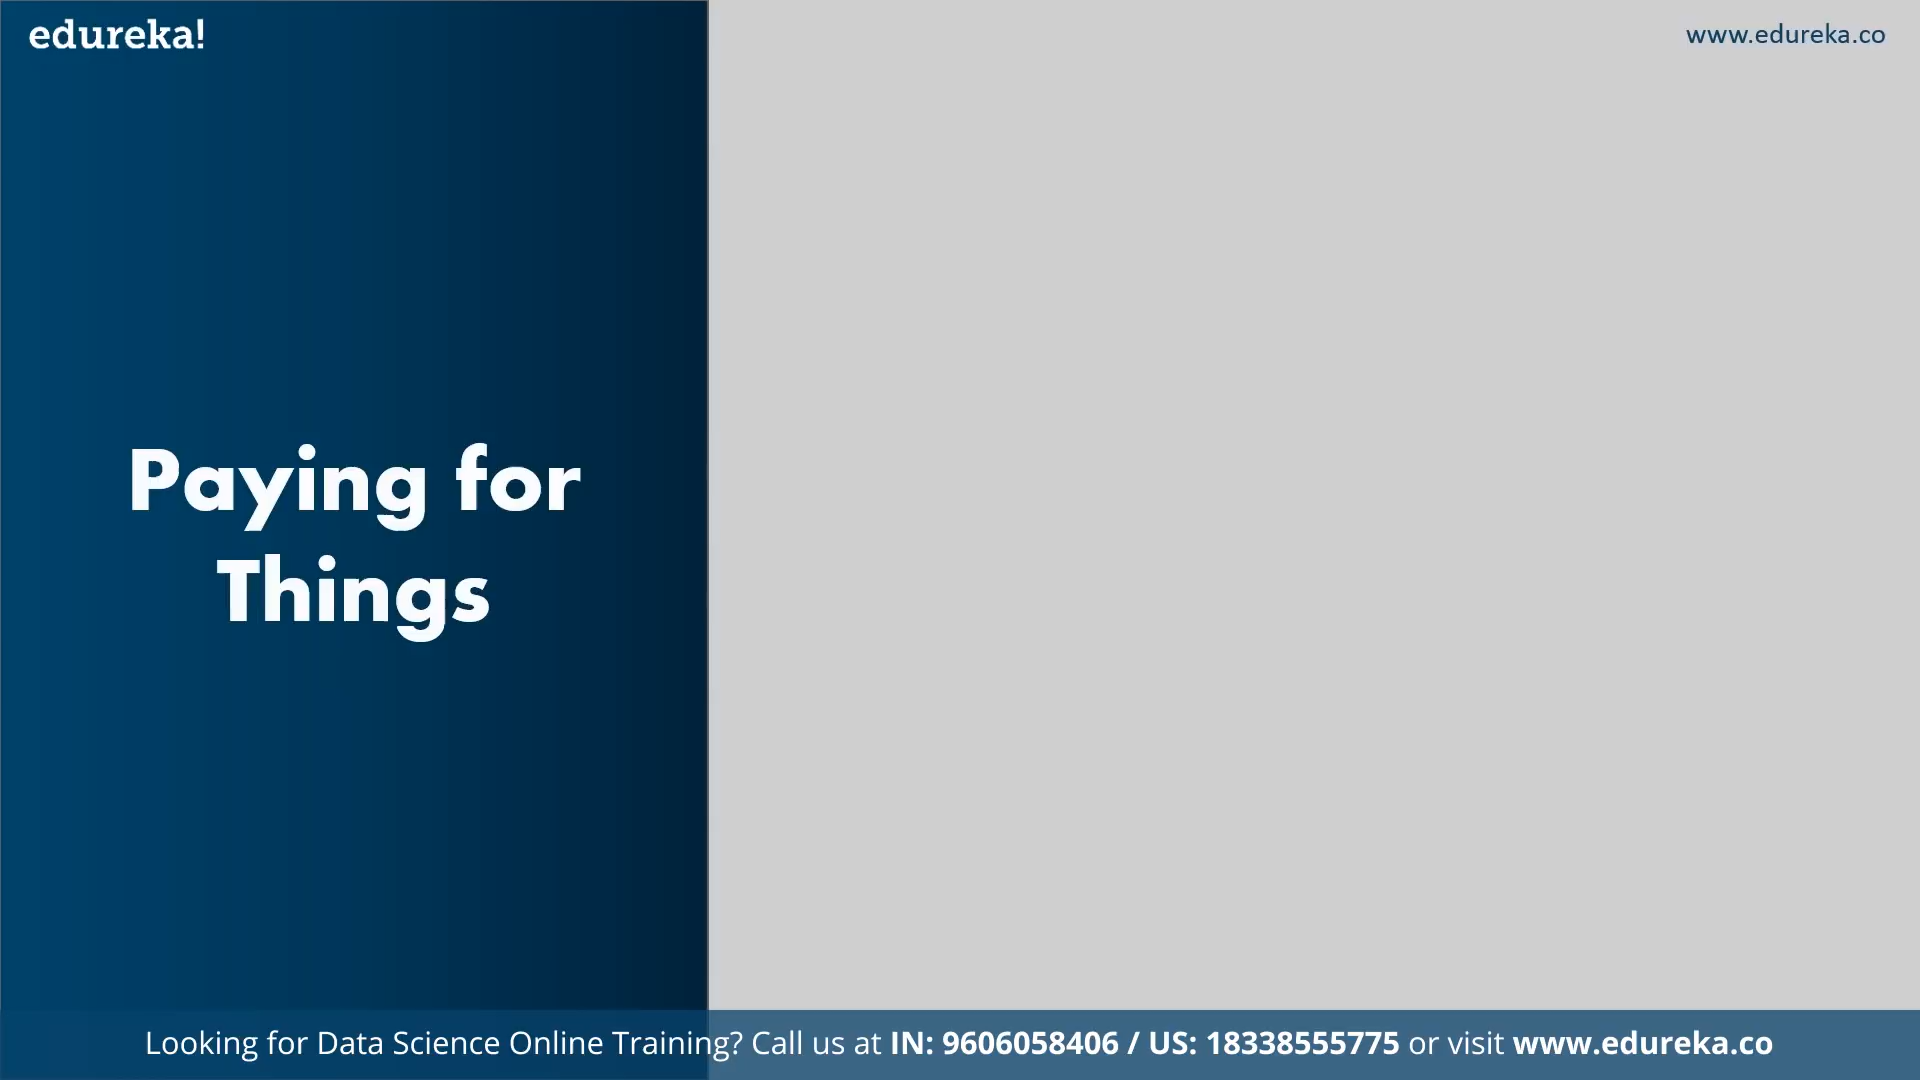 edureka!
www.edureka.co
Paying for
Things
Looking for Data Science Online Training? Call us at IN: 9606058406 / US: 18338555775 or visit www.edureka.co